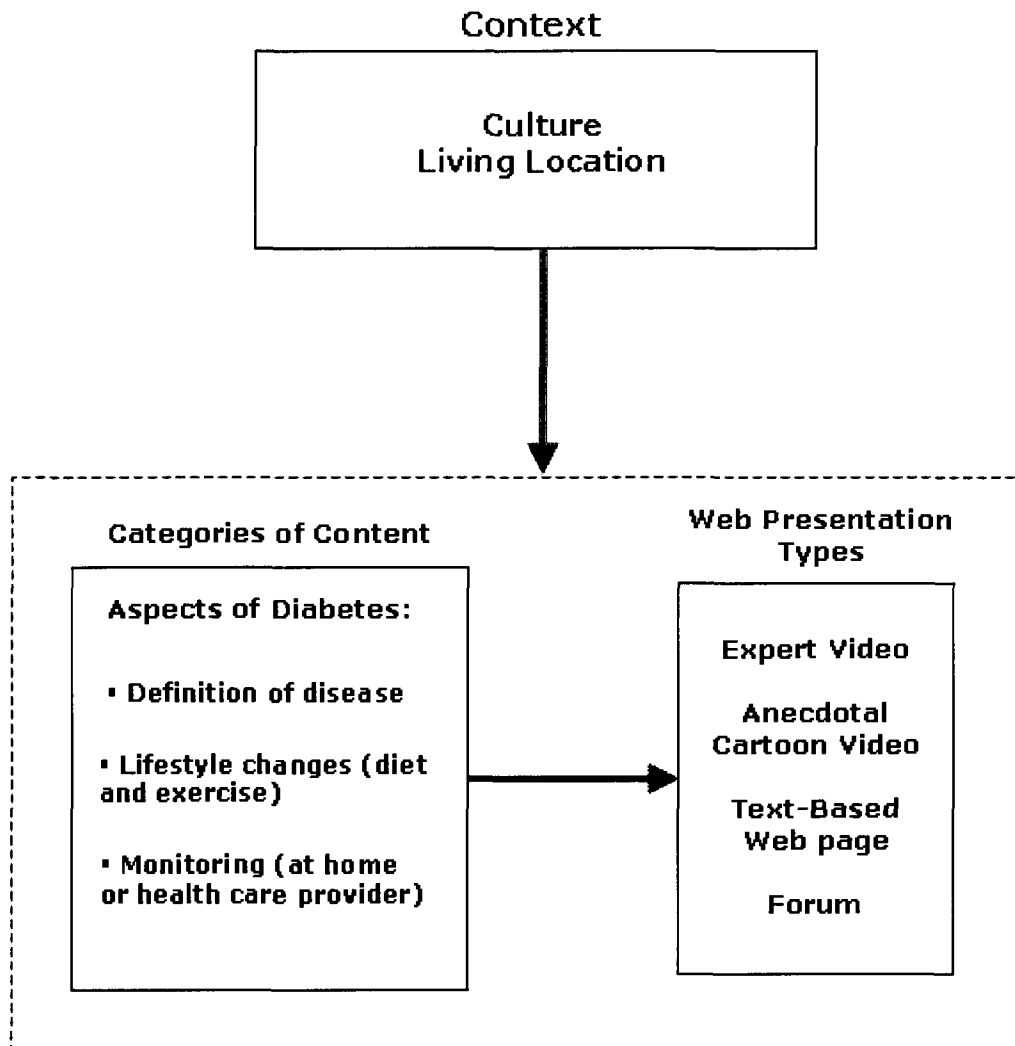 Context
Culture
Living Location
Categories of Content
Aspects of Diabetes:
▪ Definition of disease
▪ Lifestyle changes (diet
and exercise)
▪ Monitoring (at home
or health care provider)
Web Presentation
Types
Expert Video
Anecdotal
Cartoon Video
Text-Based
Web page
Forum